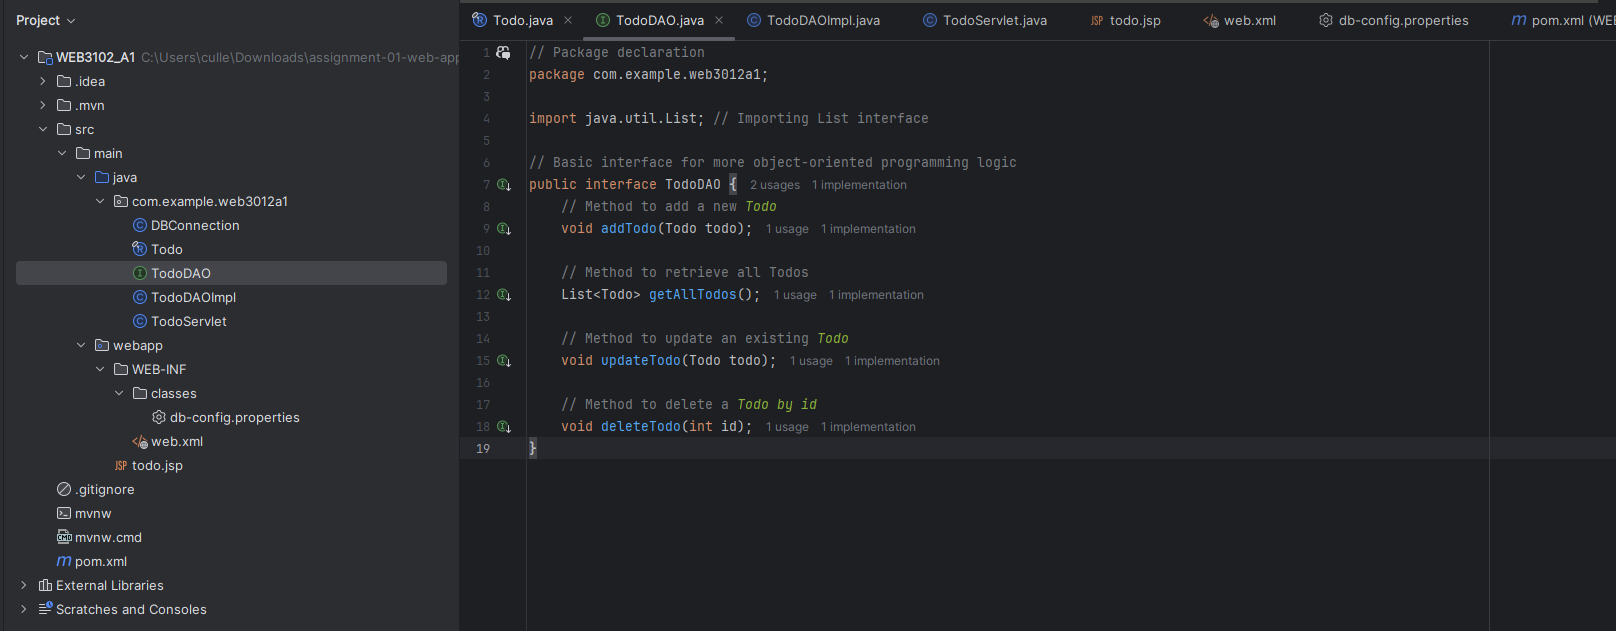 Project
WEB3102_A1 C:\Users\culle\Downloads\assignment-01-web-app
.idea
.mvn
src
main
java
com.example.web3012a1
DBConnection
Todo
TodoDAO
TodoDAOImpl
TodoServlet
webapp
WEB-INF
classes
db-config.properties
web.xml
JSP todo.jsp
.gitignore
mvnw
mvnw.cmd
m pom.xml
External Libraries
Scratches and Consoles
Todo.java TodoDAO.java TodoDAOImpl.java TodoServlet.java JSP todo.jsp web.xml db-config.properties m pom.xml (WE
1 // Package declaration
2 package com.example.web3012a1;
3
4 import java.util.List; // Importing List interface
5
6 // Basic interface for more object-oriented programming logic
7 public interface TodoDAO { 2 usages 1 implementation
8 // Method to add a new Todo
9 void addTodo(Todo todo); 1 usage 1 implementation
10
11 // Method to retrieve all Todos
12 List<Todo> getAllTodos(); 1 usage 1 implementation
13
14 // Method to update an existing Todo
15 void updateTodo(Todo todo); 1 usage 1 implementation
16
17 // Method to delete a Todo by id
18 void deleteTodo(int id); 1 usage 1 implementation
19 }